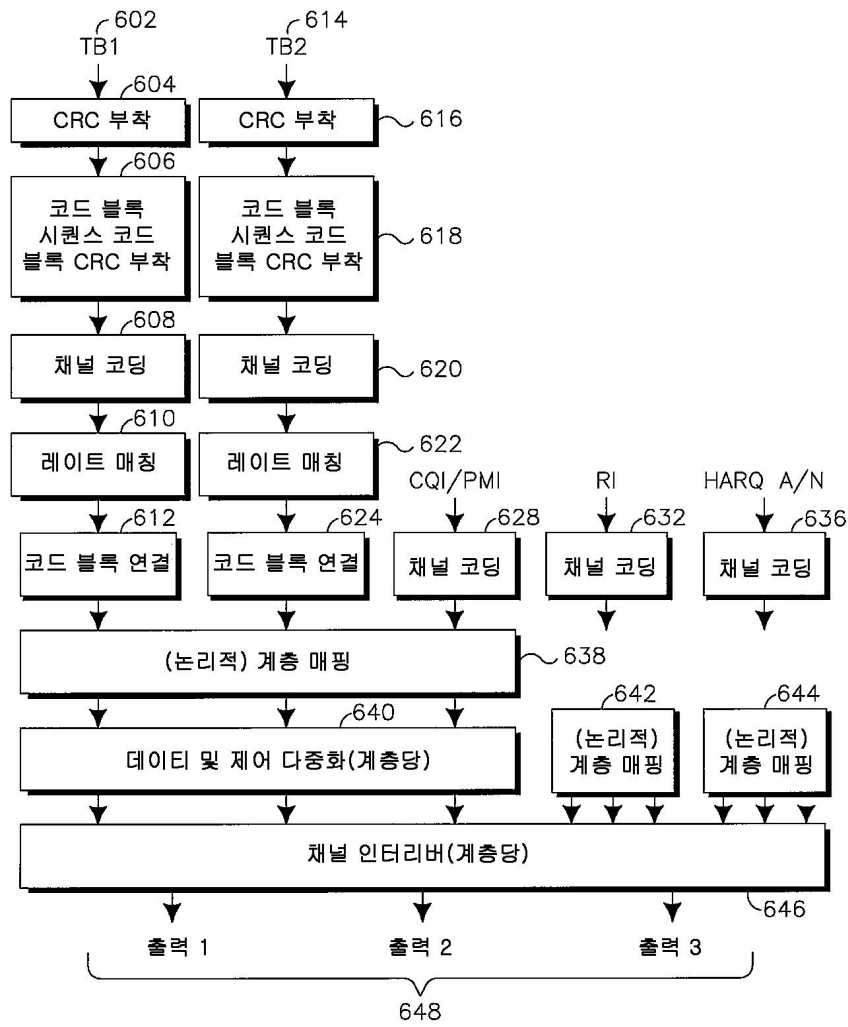 602
TB1
614
TB2
604
CRC 부착
CRC 부착
616
606
코드 블록
시퀀스 코드
블록 CRC 부착
코드 블록
시퀀스 코드
블록 CRC 부착
618
608
채널 코딩
채널 코딩
620
610
레이트 매칭
레이트 매칭
622
CQI/PMI
RI
HARQ A/N
612
코드 블록 연결
624
코드 블록 연결
628
채널 코딩
632
채널 코딩
636
채널 코딩
(논리적) 계층 매핑
638
640
데이티 및 제어 다중화(계층당)
642
(논리적)
계층 매핑
644
(논리적)
계층 매핑
채널 인터리버(계층당)
646
출력 1
출력 2
출력 3
648